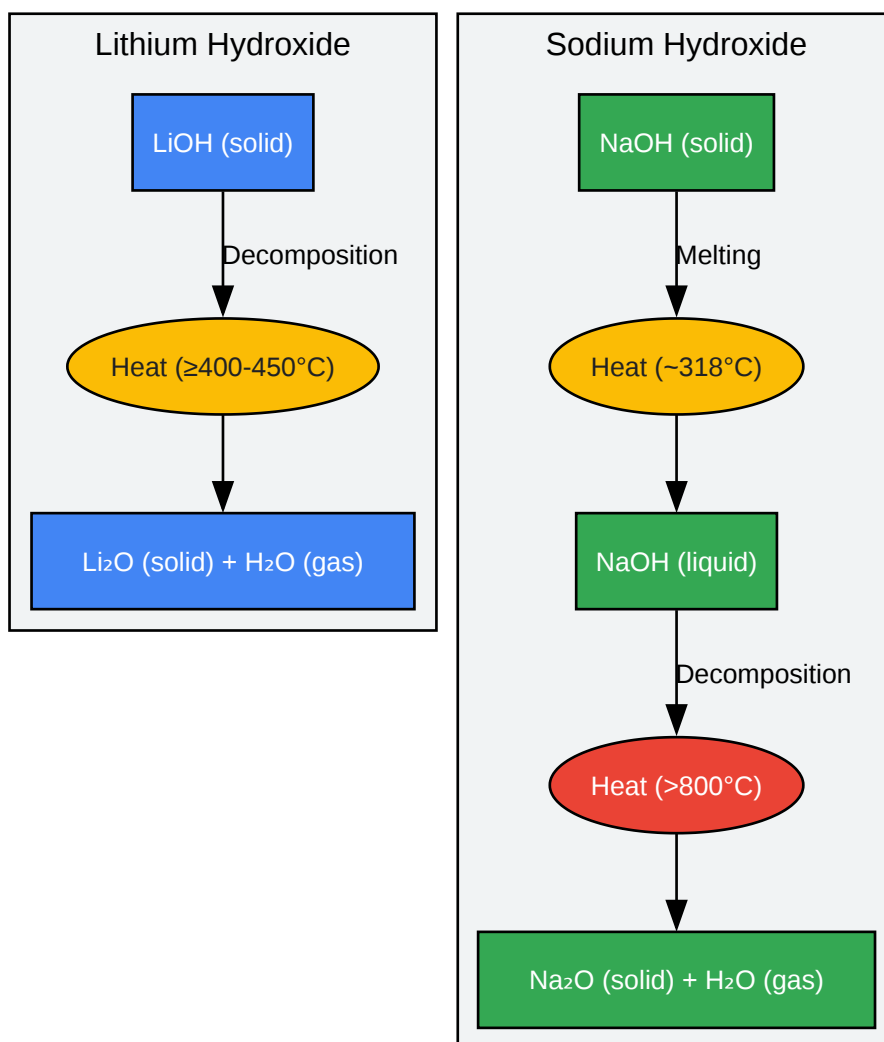 Lithium Hydroxide
LiOH (solid)
Decomposition
Heat (≥400-450°C)
Li₂O (solid) + H₂O (gas)
Sodium Hydroxide
NaOH (solid)
Melting
Heat (~318°C)
NaOH (liquid)
Decomposition
Heat (>800°C)
Na₂O (solid) + H₂O (gas)